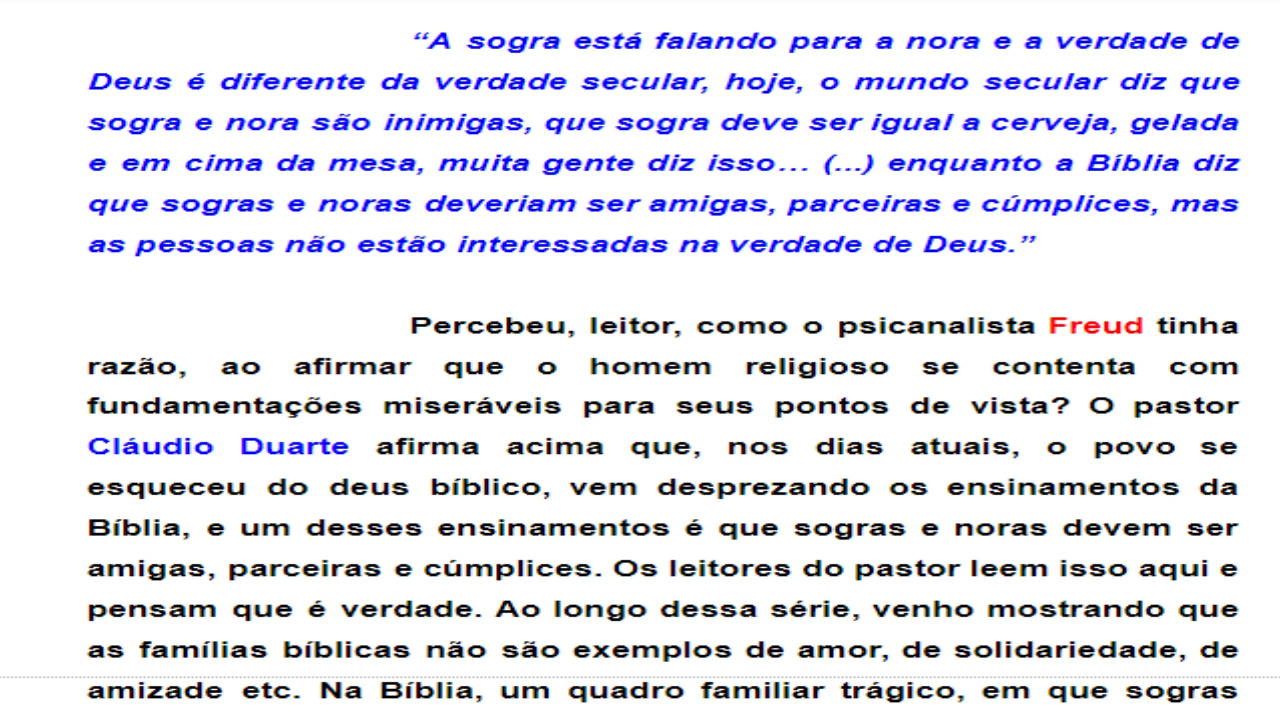 “A sogra está falando para a nora e a verdade de
Deus é diferente da verdade secular, hoje, o mundo secular diz que
sogra e nora são inimigas, que sogra deve ser igual a cerveja, gelada
e em cima da mesa, muita gente diz isso… (...) enquanto a Bíblia diz
que sogras e noras deveriam ser amigas, parceiras e cúmplices, mas
as pessoas não estão interessadas na verdade de Deus.”
Percebeu, leitor, como o psicanalista Freud tinha
razão, ao afirmar que o homem religioso se contenta com
fundamentações miseráveis para seus pontos de vista? O pastor
Cláudio Duarte afirma acima que, nos dias atuais, o povo se
esqueceu do deus bíblico, vem desprezando os ensinamentos da
Bíblia, e um desses ensinamentos é que sogras e noras devem ser
amigas, parceiras e cúmplices. Os leitores do pastor leem isso aqui e
pensam que é verdade. Ao longo dessa série, venho mostrando que
as famílias bíblicas não são exemplos de amor, de solidariedade, de
amizade etc. Na Bíblia, um quadro familiar trágico, em que sogras